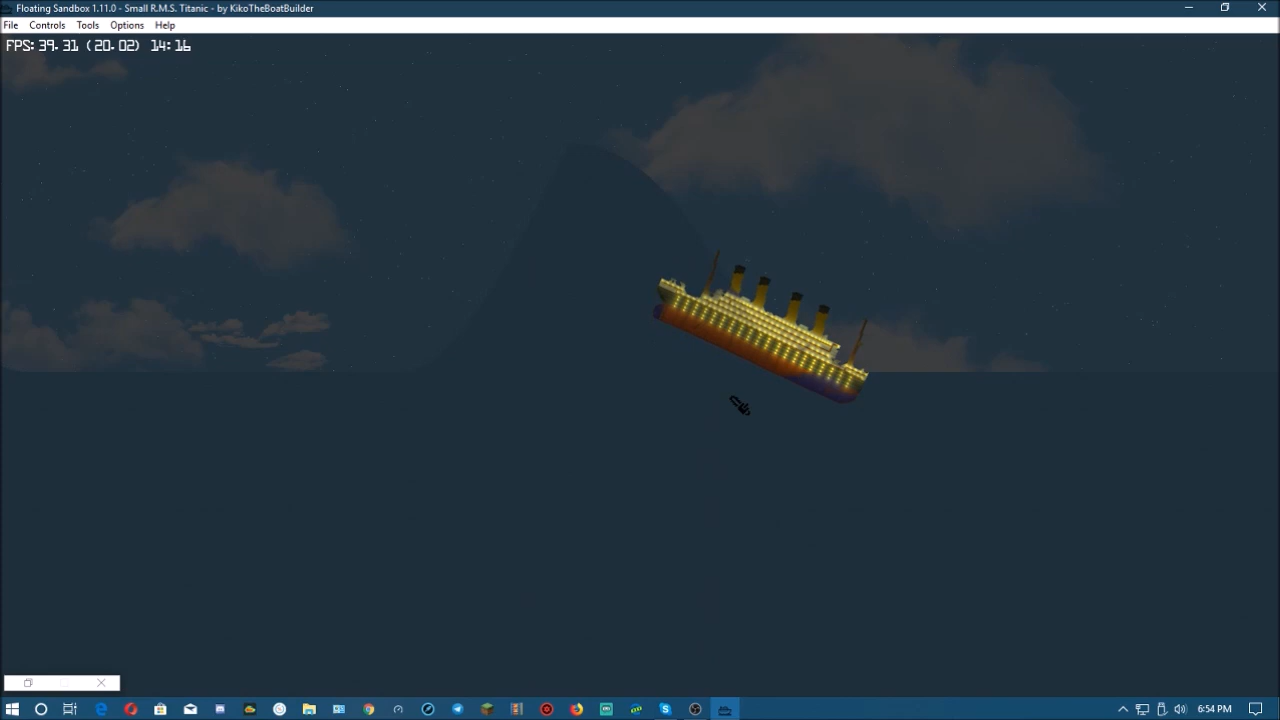 Floating Sandbox 1.11.0 - Small R.M.S. Titanic - by KikoTheBoatBuilder
File Controls Tools Options Help
FPS: 39.31 (20.02) 14:16
6:54 PM